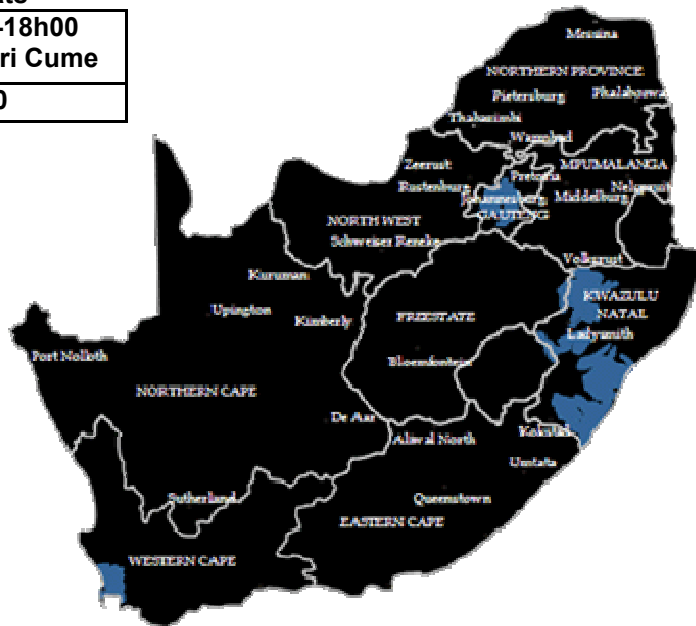 -18h00
ri Cume
Messina
NORTHERN PROVINCE
Pietersburg
Phalaborwa
Thabazimbi
Warmbad
Zeerust
MPUMALANGA
Pretoria
Rustenburg
Nelspruit
Johannesburg
Middelburg
GAUTENG
NORTH WEST
Schweiser Reneke
Volksrust
Kuruman
KWAZULU
NATAL
Upington
Kimberly
FREESTATE
Ladysmith
Port Nolloth
Bloemfontein
NORTHERN CAPE
De Aar
Aliwal North
Kokstad
Umtata
Sutherland
Queenstown
EASTERN CAPE
WESTERN CAPE